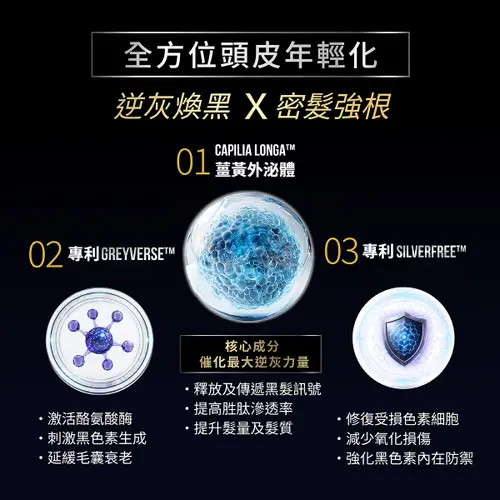 全方位頭皮年輕化
逆灰煥黑 X 密髮強根
01 CAPILIA LONGA™
薑黃外泌體
02 專利 GREYVERSE™
03 專利 SILVERFREE™
核心成分
催化最大逆灰力量
・釋放及傳遞黑髮訊號
・提高胜肽滲透率
・提升髮量及髮質
・激活酪氨酸酶
・刺激黑色素生成
・延緩毛囊衰老
・修復受損色素細胞
・減少氧化損傷
・強化黑色素內在防禦